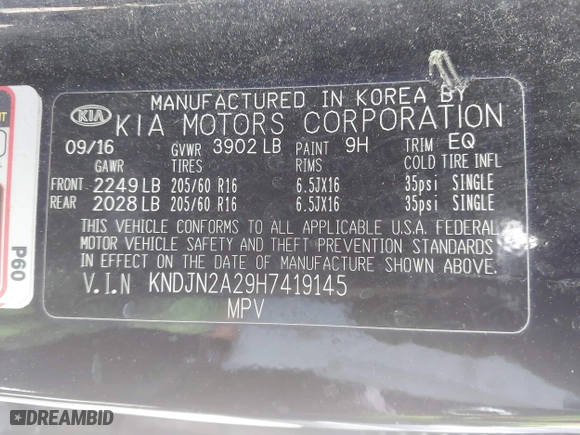 MANUFACTURED IN KOREA BY
KIA KIA MOTORS CORPORATION
09/16 GVWR 3902 LB PAINT 9H TRIM EQ
GAWR TIRES RIMS COLD TIRE INFL
FRONT 2249 LB 205/60 R16 6.5JX16 35psi SINGLE
REAR 2028 LB 205/60 R16 6.5JX16 35psi SINGLE
THIS VEHICLE CONFORMS TO ALL APPLICABLE U.S.A. FEDERAL
MOTOR VEHICLE SAFETY AND THEFT PREVENTION STANDARDS
IN EFFECT ON THE DATE OF MANUFACTURE SHOWN ABOVE.
V.I.N KNDJN2A29H7419145
MPV
P60
DREAMBID